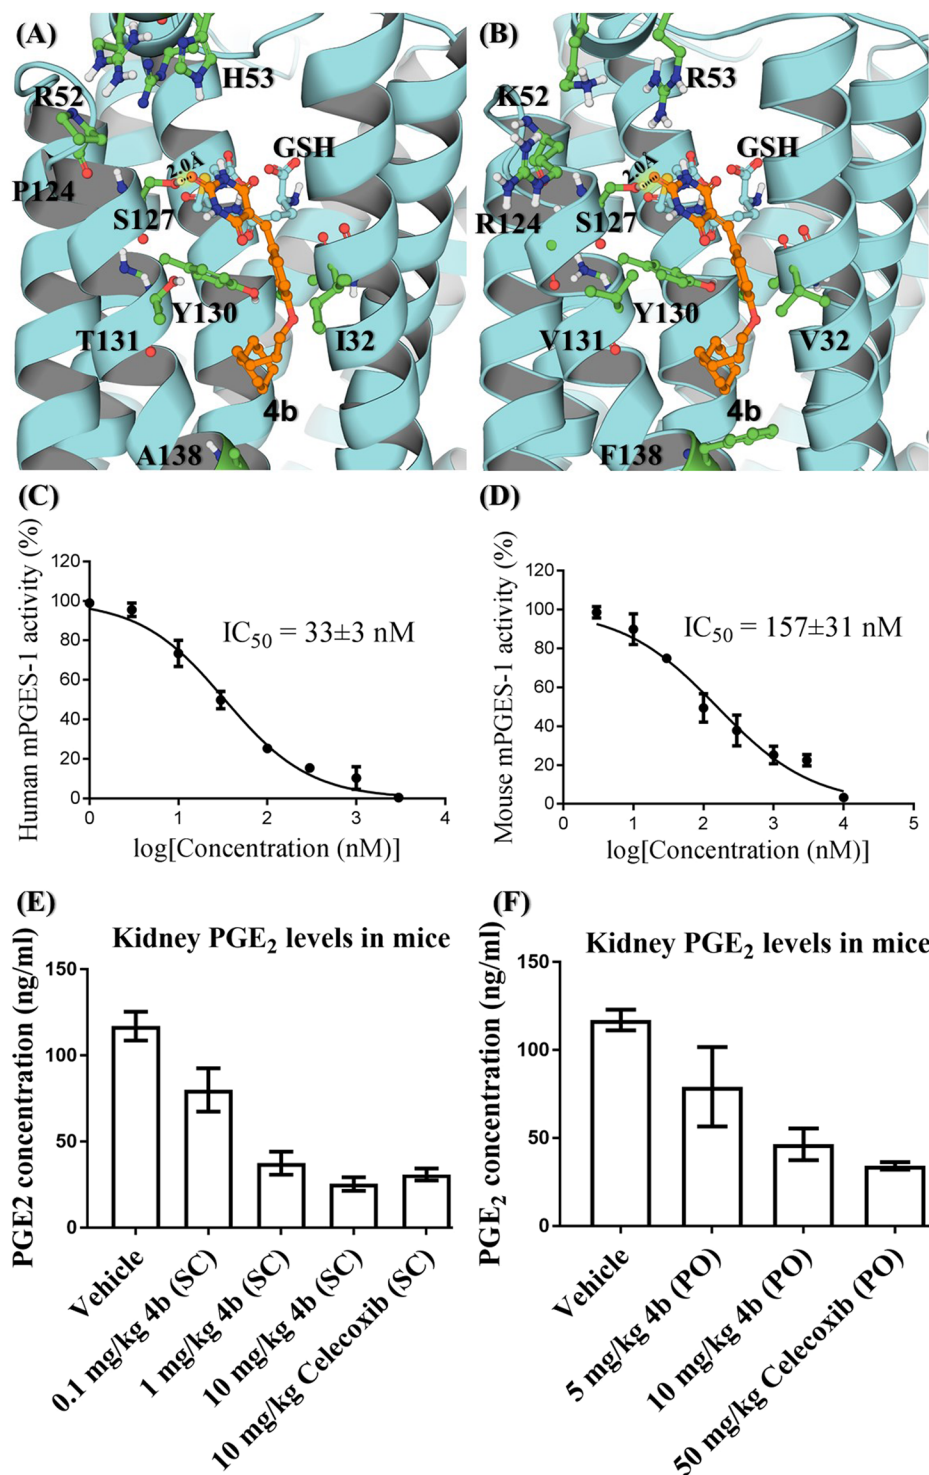 (A)
H53
R52
2.0Å
GSH
P124
S127
Y130
T131
I32
4b
A138
(B)
R53
K52
2.0Å
GSH
R124
S127
Y130
V131
V32
4b
F138
(C)
Human mPGES-1 activity (%)
120
100
80
60
40
20
0
IC50 = 33±3 nM
0 1 2 3 4
log[Concentration (nM)]
(D)
Mouse mPGES-1 activity (%)
120
100
80
60
40
20
0
IC50 = 157±31 nM
0 1 2 3 4 5
log[Concentration (nM)]
(E)
Kidney PGE2 levels in mice
PGE2 concentration (ng/ml)
150
100
50
0
Vehicle
0.1 mg/kg 4b (SC)
1 mg/kg 4b (SC)
10 mg/kg 4b (SC)
10 mg/kg Celecoxib (SC)
(F)
Kidney PGE2 levels in mice
PGE2 concentration (ng/ml)
150
100
50
0
Vehicle
5 mg/kg 4b (PO)
10 mg/kg 4b (PO)
50 mg/kg Celecoxib (PO)